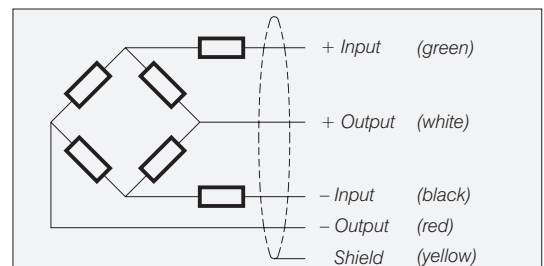 + Input (green)
+ Output (white)
– Input (black)
– Output (red)
Shield (yellow)